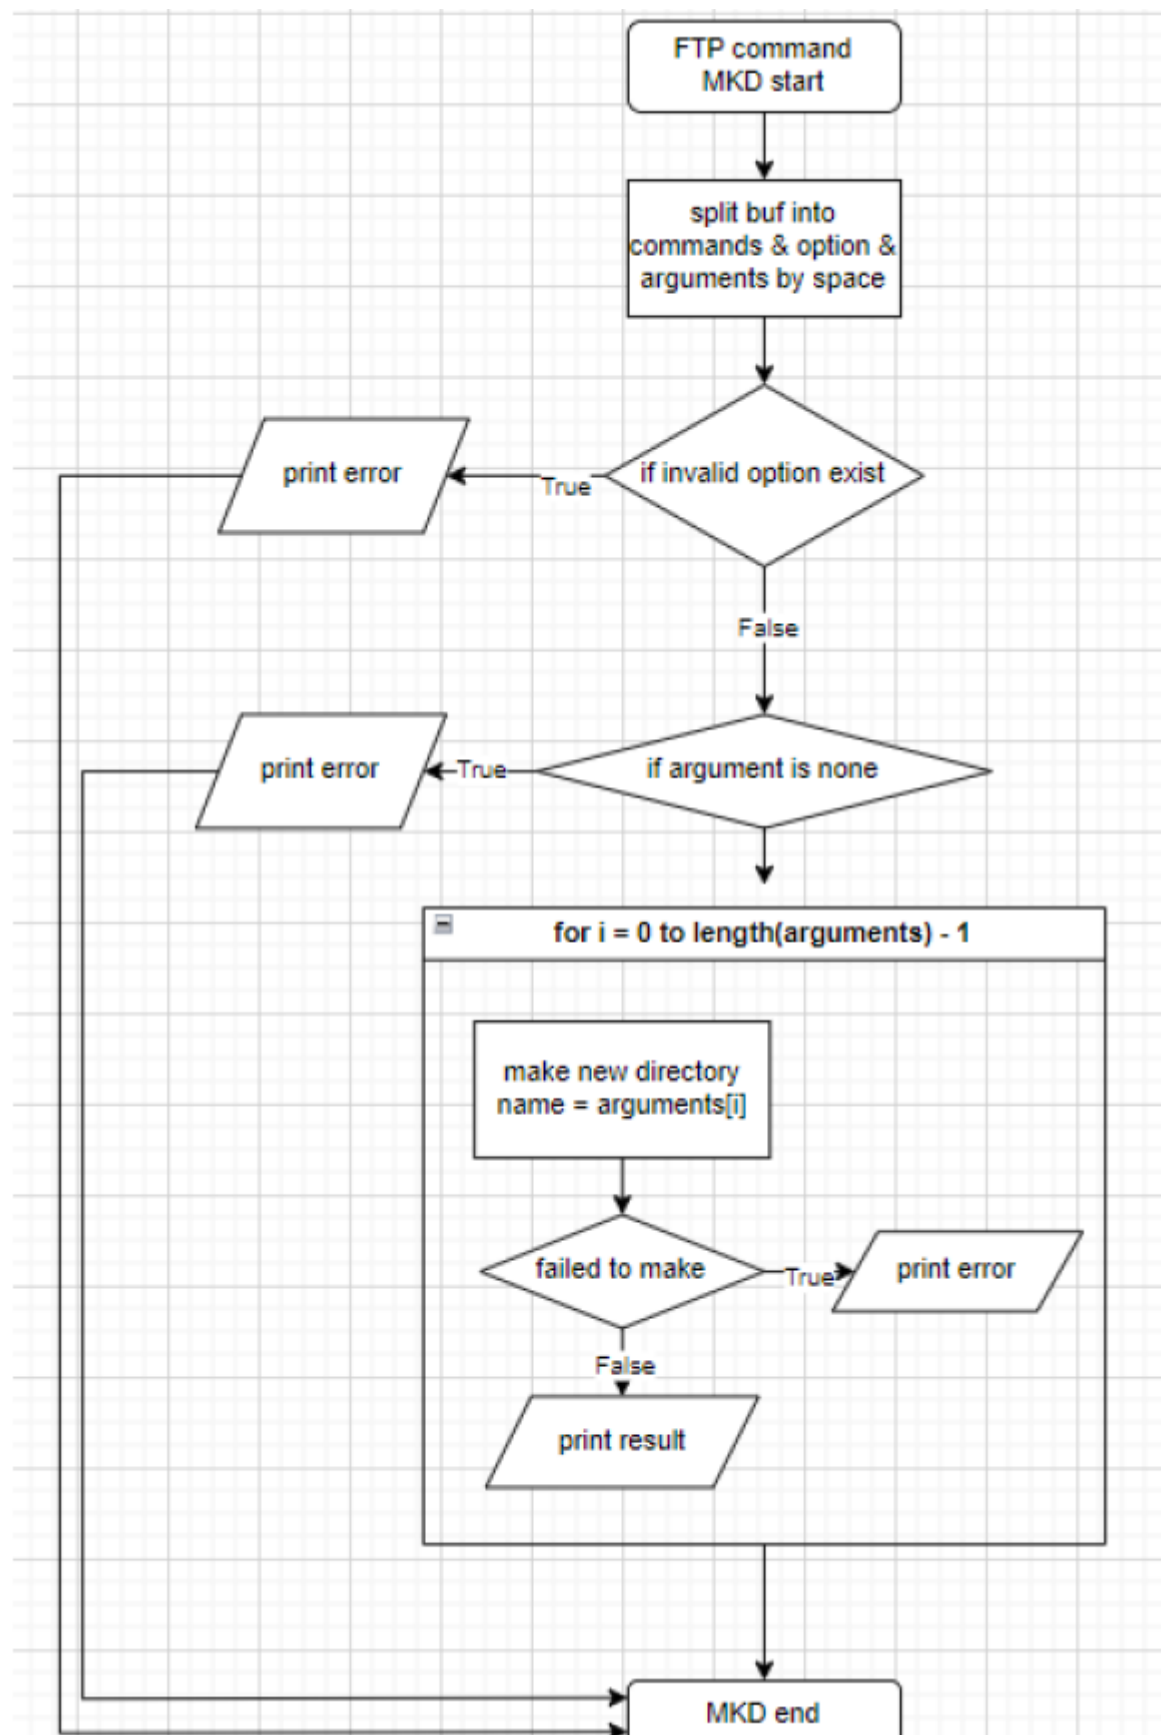 FTP command
MKD start
split buf into
commands & option &
arguments by space
if invalid option exist
True
print error
False
if argument is none
True
print error
for i = 0 to length(arguments) - 1
make new directory
name = arguments[i]
failed to make
True
print error
False
print result
MKD end